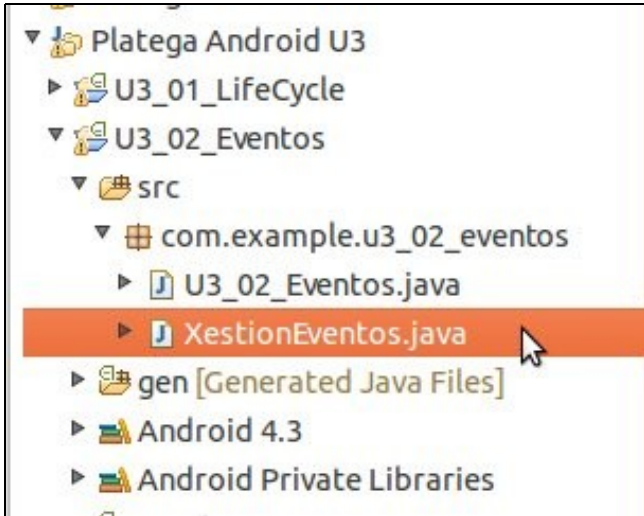 Platega Android U3
U3_01_LifeCycle
U3_02_Eventos
src
com.example.u3_02_eventos
U3_02_Eventos.java
XestionEventos.java
gen [Generated Java Files]
Android 4.3
Android Private Libraries